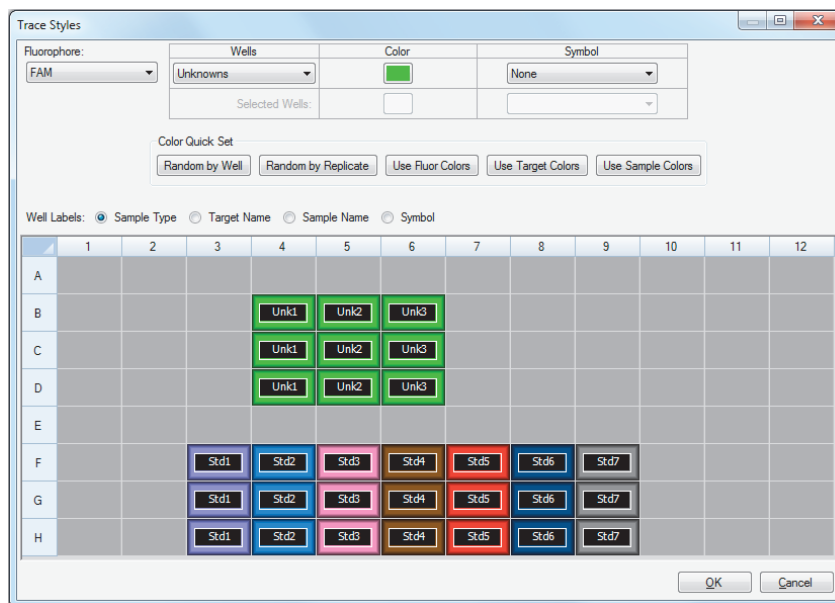 Trace Styles
Fluorophore:
FAM
Wells Color Symbol
Unknowns None
Selected Wells:
Color Quick Set
Random by Well Random by Replicate Use Fluor Colors Use Target Colors Use Sample Colors
Well Labels: Sample Type Target Name Sample Name Symbol
1 2 3 4 5 6 7 8 9 10 11 12
A
B Unk1 Unk2 Unk3
C Unk1 Unk2 Unk3
D Unk1 Unk2 Unk3
E
F Std1 Std2 Std3 Std4 Std5 Std6 Std7
G Std1 Std2 Std3 Std4 Std5 Std6 Std7
H Std1 Std2 Std3 Std4 Std5 Std6 Std7
OK Cancel